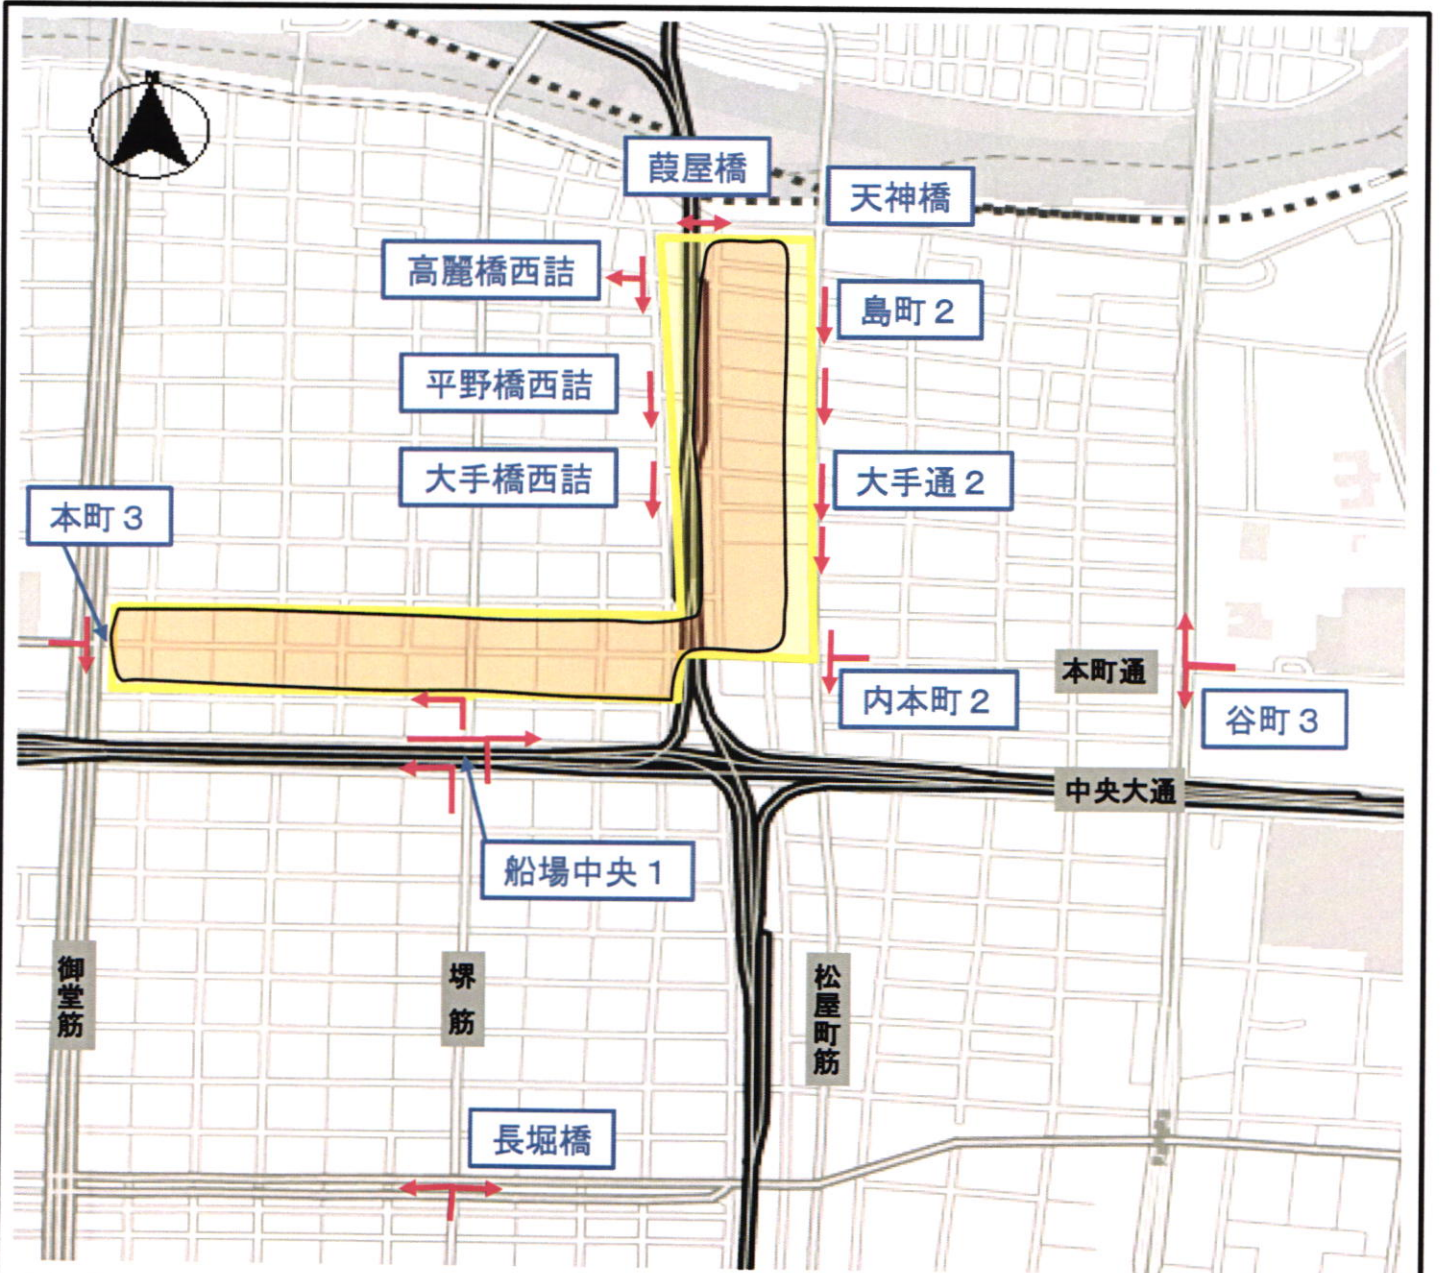 N
葭屋橋
天神橋
高麗橋西詰
島町2
平野橋西詰
大手橋西詰
大手通2
本町3
本町通
内本町2
谷町3
中央大通
船場中央1
御堂筋
堺筋
松屋町筋
長堀橋